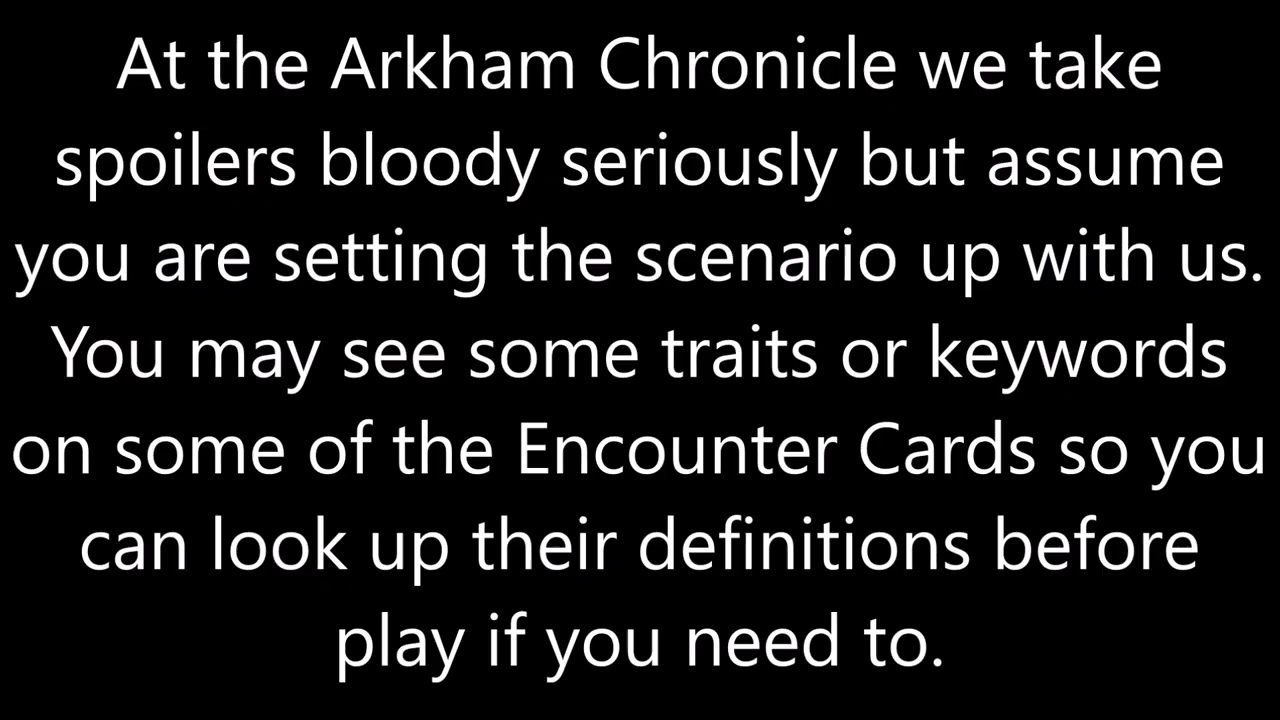 At the Arkham Chronicle we take
spoilers bloody seriously but assume
you are setting the scenario up with us.
You may see some traits or keywords
on some of the Encounter Cards so you
can look up their definitions before
play if you need to.